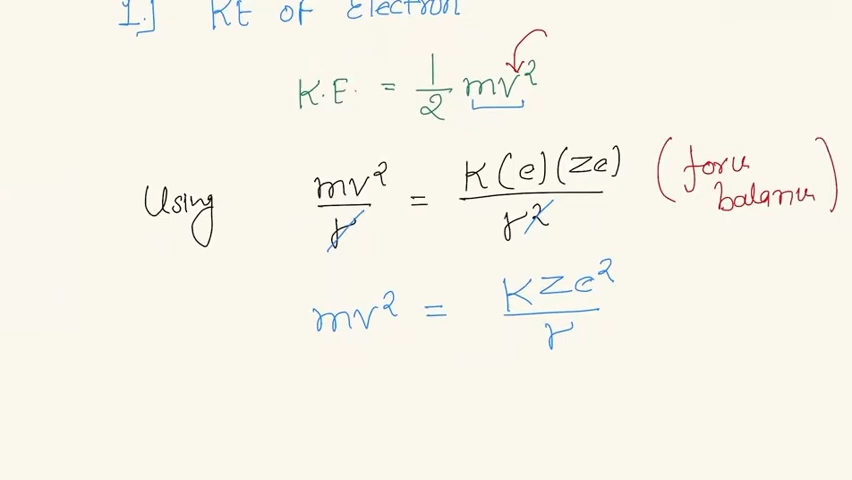 1.] KE of Electron
K.E. = 1/2 mv²
Using mv²/r = K(e)(Ze)/r² (force balance)
mv² = KZe²/r